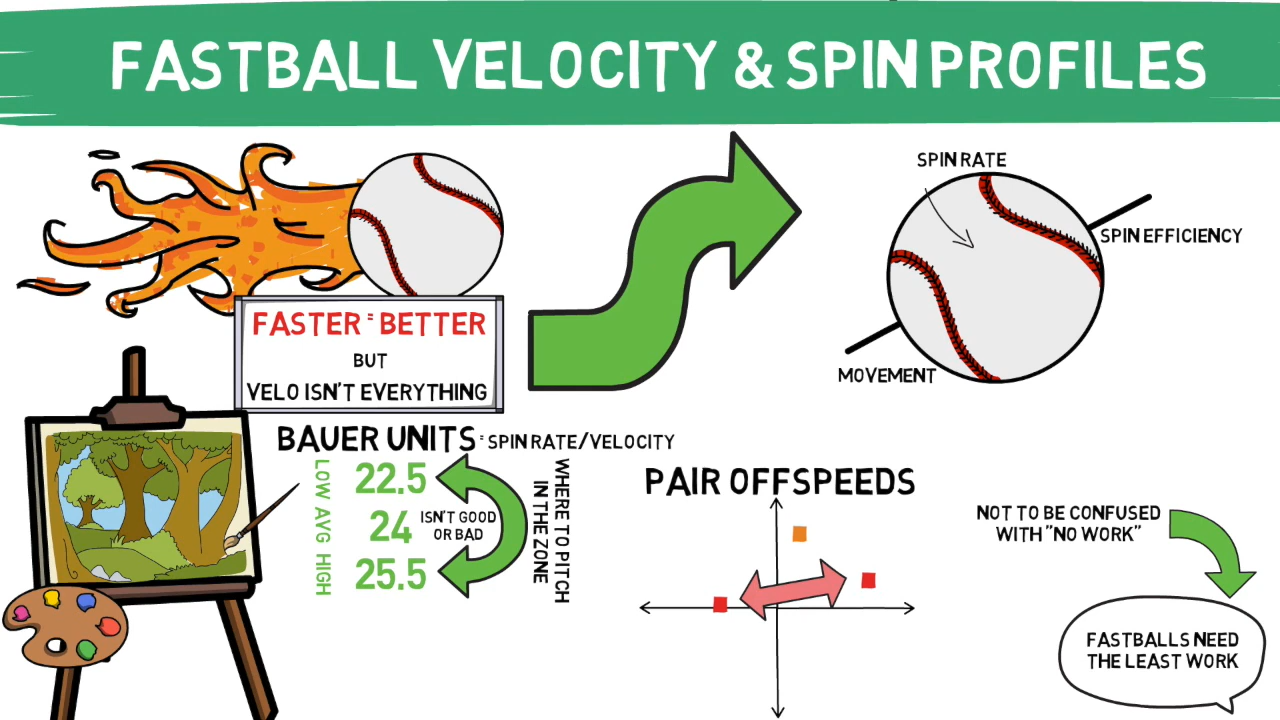 FASTBALL VELOCITY & SPIN PROFILES
SPIN RATE
SPIN EFFICIENCY
MOVEMENT
FASTER = BETTER
BUT
VELO ISN'T EVERYTHING
BAUER UNITS = SPIN RATE/VELOCITY
LOW AVG HIGH
22.5
24
25.5
ISN'T GOOD
OR BAD
WHERE TO PITCH
IN THE ZONE
PAIR OFFSPEEDS
NOT TO BE CONFUSED
WITH "NO WORK"
FASTBALLS NEED
THE LEAST WORK